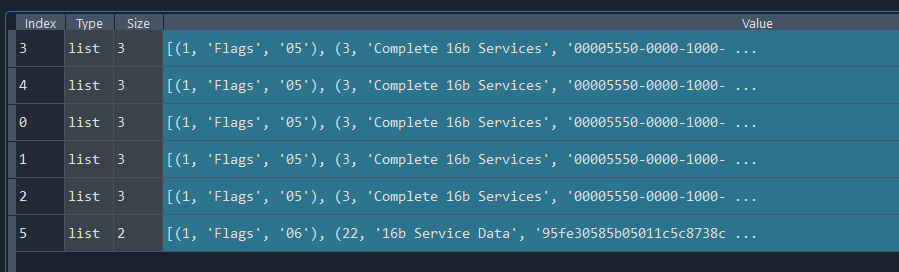 Index Type Size Value
3 list 3 [(1, 'Flags', '05'), (3, 'Complete 16b Services', '00005550-0000-1000- ...
4 list 3 [(1, 'Flags', '05'), (3, 'Complete 16b Services', '00005550-0000-1000- ...
0 list 3 [(1, 'Flags', '05'), (3, 'Complete 16b Services', '00005550-0000-1000- ...
1 list 3 [(1, 'Flags', '05'), (3, 'Complete 16b Services', '00005550-0000-1000- ...
2 list 3 [(1, 'Flags', '05'), (3, 'Complete 16b Services', '00005550-0000-1000- ...
5 list 2 [(1, 'Flags', '06'), (22, '16b Service Data', '95fe30585b05011c5c8738c ...